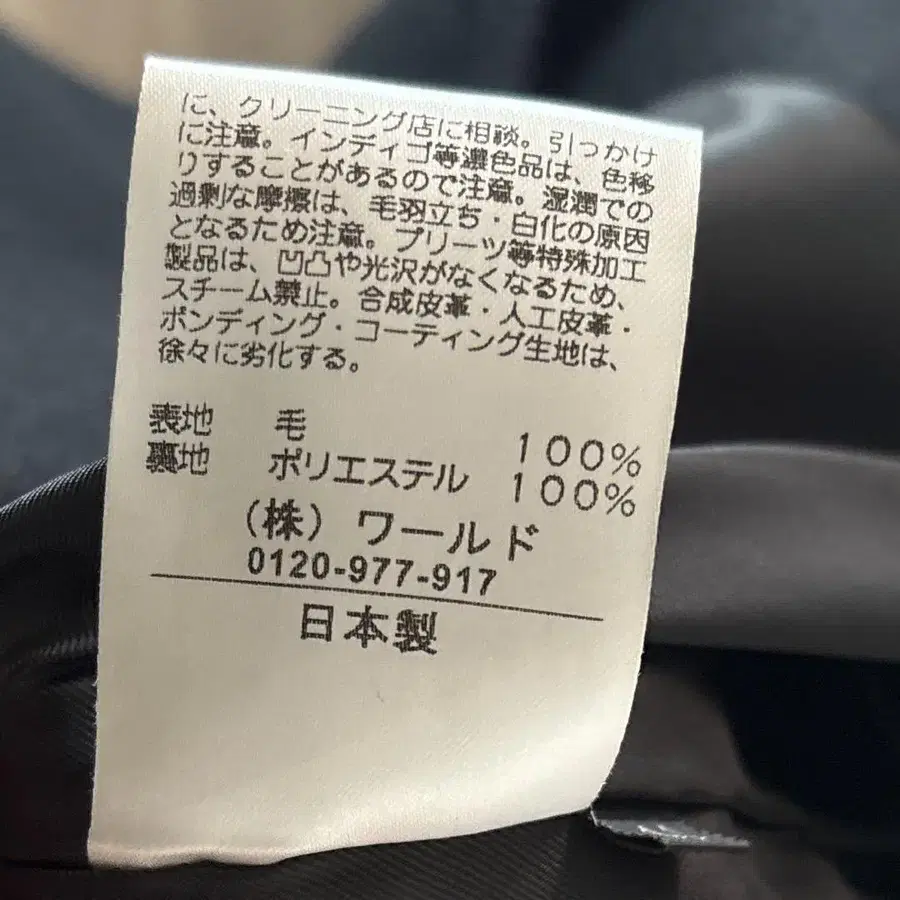 に、クリーニング店に相談。引っかけ
に注意。インディゴ等濃色品は、色移
りすることがあるので注意。湿潤での
過剰な摩擦は、毛羽立ち・白化の原因
となるため注意。プリーツ等特殊加工
製品は、凹凸や光沢がなくなるため、
スチーム禁止。合成皮革・人工皮革・
ボンディング・コーティング生地は、
徐々に劣化する。
表地 毛 100%
裏地 ポリエステル 100%
（株）ワールド
0120-977-917
日本製